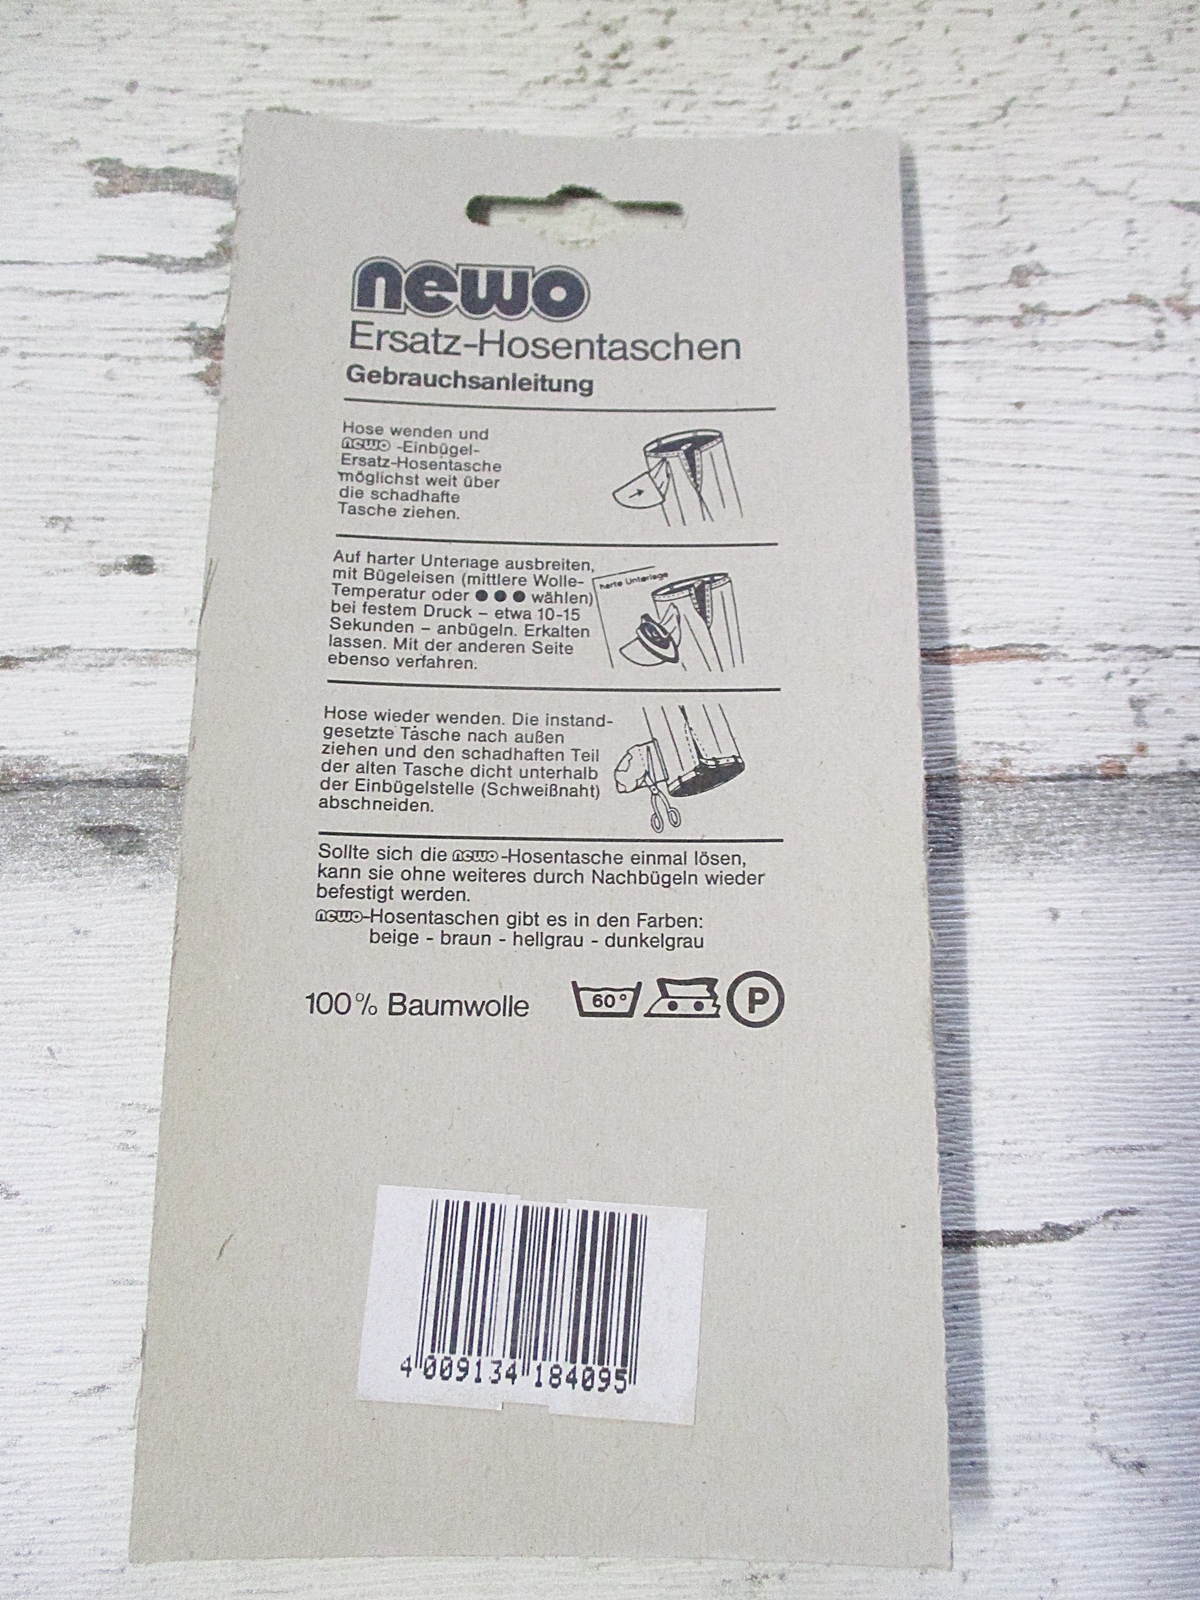 newo
Ersatz-Hosentaschen
Gebrauchsanleitung
Hose wenden und
newo -Einbügel-
Ersatz-Hosentasche
möglichst weit über
die schadhafte
Tasche ziehen.
Auf harter Unterlage ausbreiten,
mit Bügeleisen (mittlere Wolle-
Temperatur oder ●●● wählen)
bei festem Druck – etwa 10-15
Sekunden – anbügeln. Erkalten
lassen. Mit der anderen Seite
ebenso verfahren.
harte Unterlage
Hose wieder wenden. Die instand-
gesetzte Tasche nach außen
ziehen und den schadhaften Teil
der alten Tasche dicht unterhalb
der Einbügelstelle (Schweißnaht)
abschneiden.
Sollte sich die newo-Hosentasche einmal lösen,
kann sie ohne weiteres durch Nachbügeln wieder
befestigt werden.
newo-Hosentaschen gibt es in den Farben:
beige - braun - hellgrau - dunkelgrau
100% Baumwolle 60° P
4 009134 184095